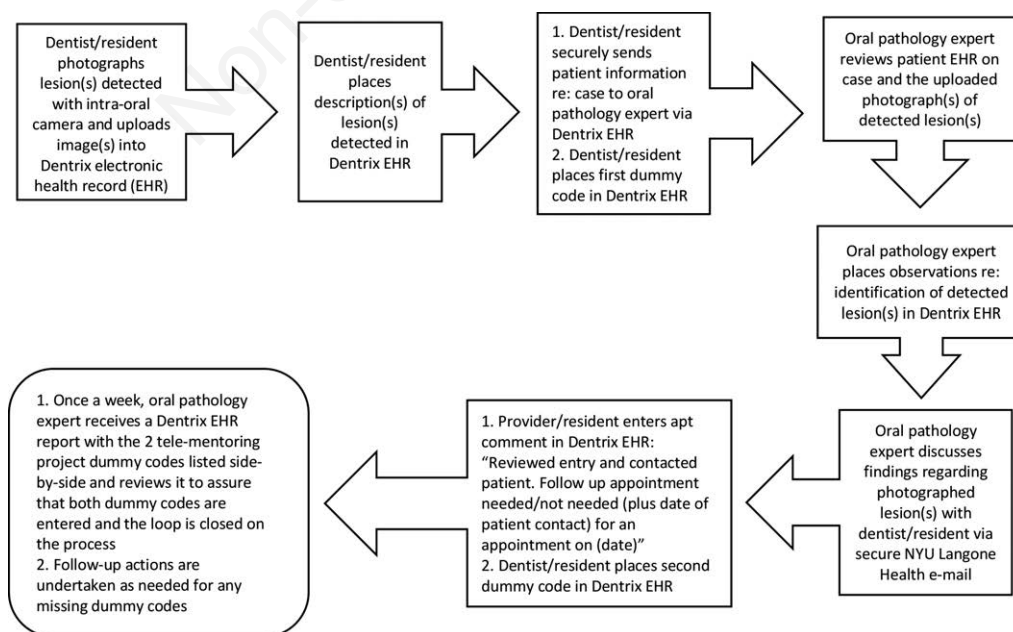 Non-
Dentist/resident
photographs
lesion(s) detected
with intra-oral
camera and uploads
image(s) into
Dentrix electronic
health record (EHR)
Dentist/resident
places
description(s) of
lesion(s)
detected in
Dentrix EHR
1. Dentist/resident
securely sends
patient information
re: case to oral
pathology expert via
Dentrix EHR
2. Dentist/resident
places first dummy
code in Dentrix EHR
Oral pathology expert
reviews patient EHR on
case and the uploaded
photograph(s) of
detected lesion(s)
Oral pathology expert
places observations re:
identification of detected
lesion(s) in Dentrix EHR
Oral pathology
expert discusses
findings regarding
photographed
lesion(s) with
dentist/resident via
secure NYU Langone
Health e-mail
1. Provider/resident enters apt
comment in Dentrix EHR:
“Reviewed entry and contacted
patient. Follow up appointment
needed/not needed (plus date of
patient contact) for an
appointment on (date)”
2. Dentist/resident places second
dummy code in Dentrix EHR
1. Once a week, oral pathology
expert receives a Dentrix EHR
report with the 2 tele-mentoring
project dummy codes listed side-
by-side and reviews it to assure
that both dummy codes are
entered and the loop is closed on
the process
2. Follow-up actions are
undertaken as needed for any
missing dummy codes